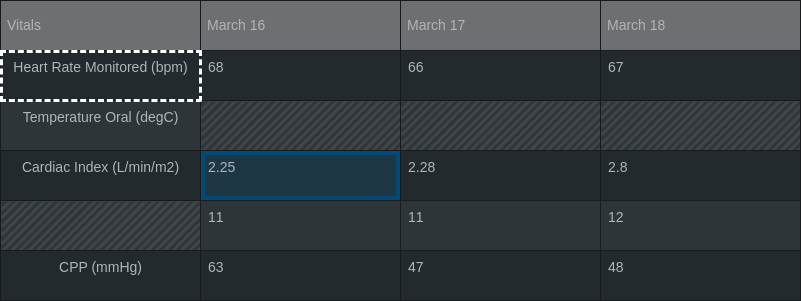 Vitals March 16 March 17 March 18
Heart Rate Monitored (bpm) 68 66 67
Temperature Oral (degC)
Cardiac Index (L/min/m2) 2.25 2.28 2.8
11 11 12
CPP (mmHg) 63 47 48